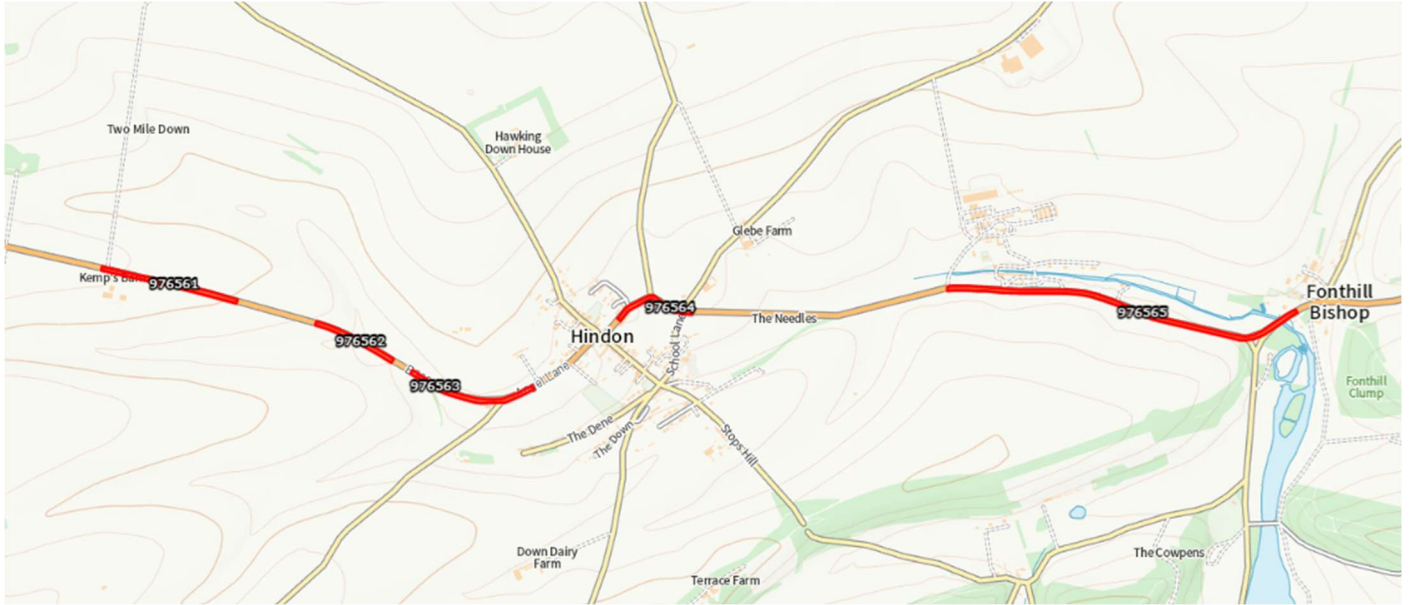 Two Mile Down
Hawking
Down House
Glebe Farm
Kemp's
976561
976562
976563
976564
976565
Fonthill
Bishop
The Needles
Hindon
School Lane
Fonthill
Clump
The Dene
The Down
Stops Hill
Down Dairy
Farm
Terrace Farm
The Cowpens